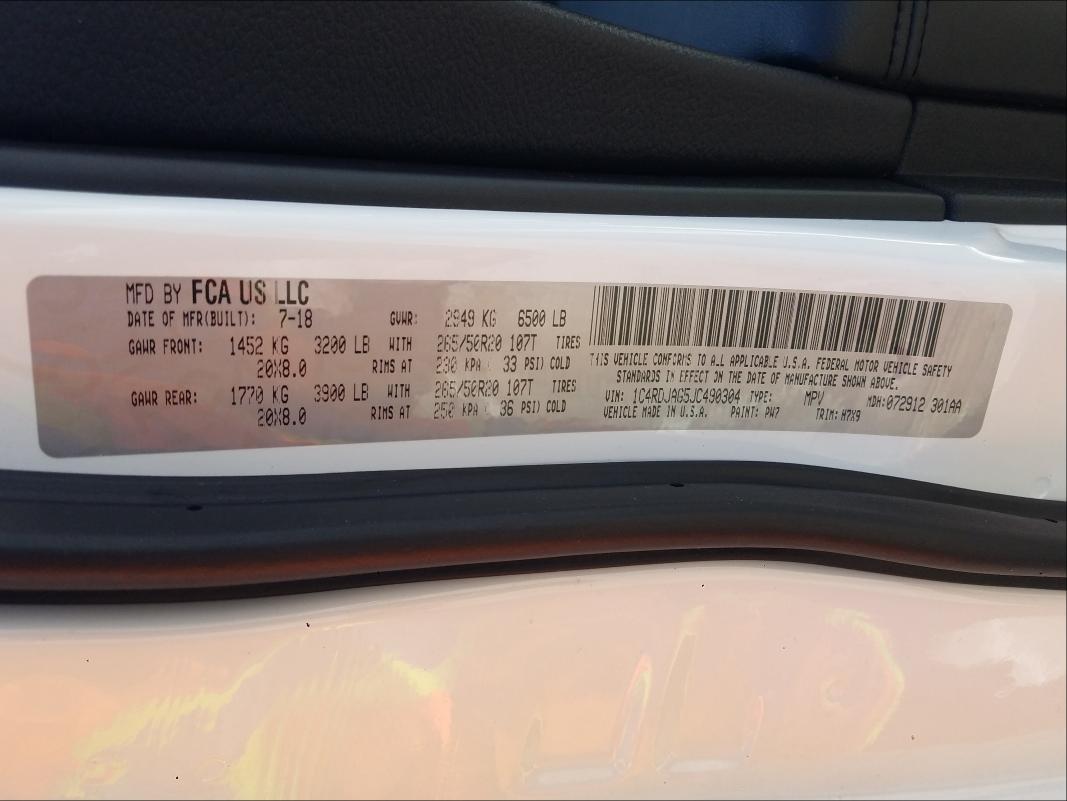 MFD BY FCA US LLC
DATE OF MFR(BUILT): 7-18 GVWR: 2949 KG 6500 LB
GAWR FRONT: 1452 KG 3200 LB WITH 265/50R20 107T TIRES
20X8.0 RIMS AT 230 KPA ( 33 PSI) COLD
GAWR REAR: 1770 KG 3900 LB WITH 265/50R20 107T TIRES
20X8.0 RIMS AT 250 KPA ( 36 PSI) COLD
THIS VEHICLE CONFORMS TO ALL APPLICABLE U.S.A. FEDERAL MOTOR VEHICLE SAFETY
STANDARDS IN EFFECT ON THE DATE OF MANUFACTURE SHOWN ABOVE.
VIN: 1C4RDJAG5JC490304 TYPE: MPV MDH:072912 301AA
VEHICLE MADE IN U.S.A. PAINT: PW7 TRIM: H7X9